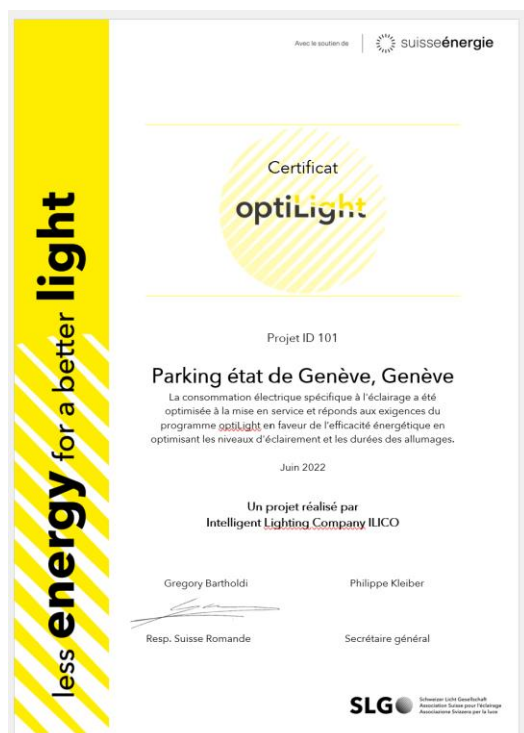 Avec le soutien de
suisseénergie
Certificat
optiLight
less energy for a better light
Projet ID 101
Parking état de Genève, Genève
La consommation électrique spécifique à l'éclairage a été
optimisée à la mise en service et réponds aux exigences du
programme optiLight en faveur de l'efficacité énergétique en
optimisant les niveaux d'éclairement et les durées des allumages.
Juin 2022
Un projet réalisé par
Intelligent Lighting Company ILICO
Gregory Bartholdi
Philippe Kleiber
Resp. Suisse Romande
Secrétaire général
SLG
Schweizer Licht Gesellschaft
Association Suisse pour l'éclairage
Associazione Svizzera per la luce